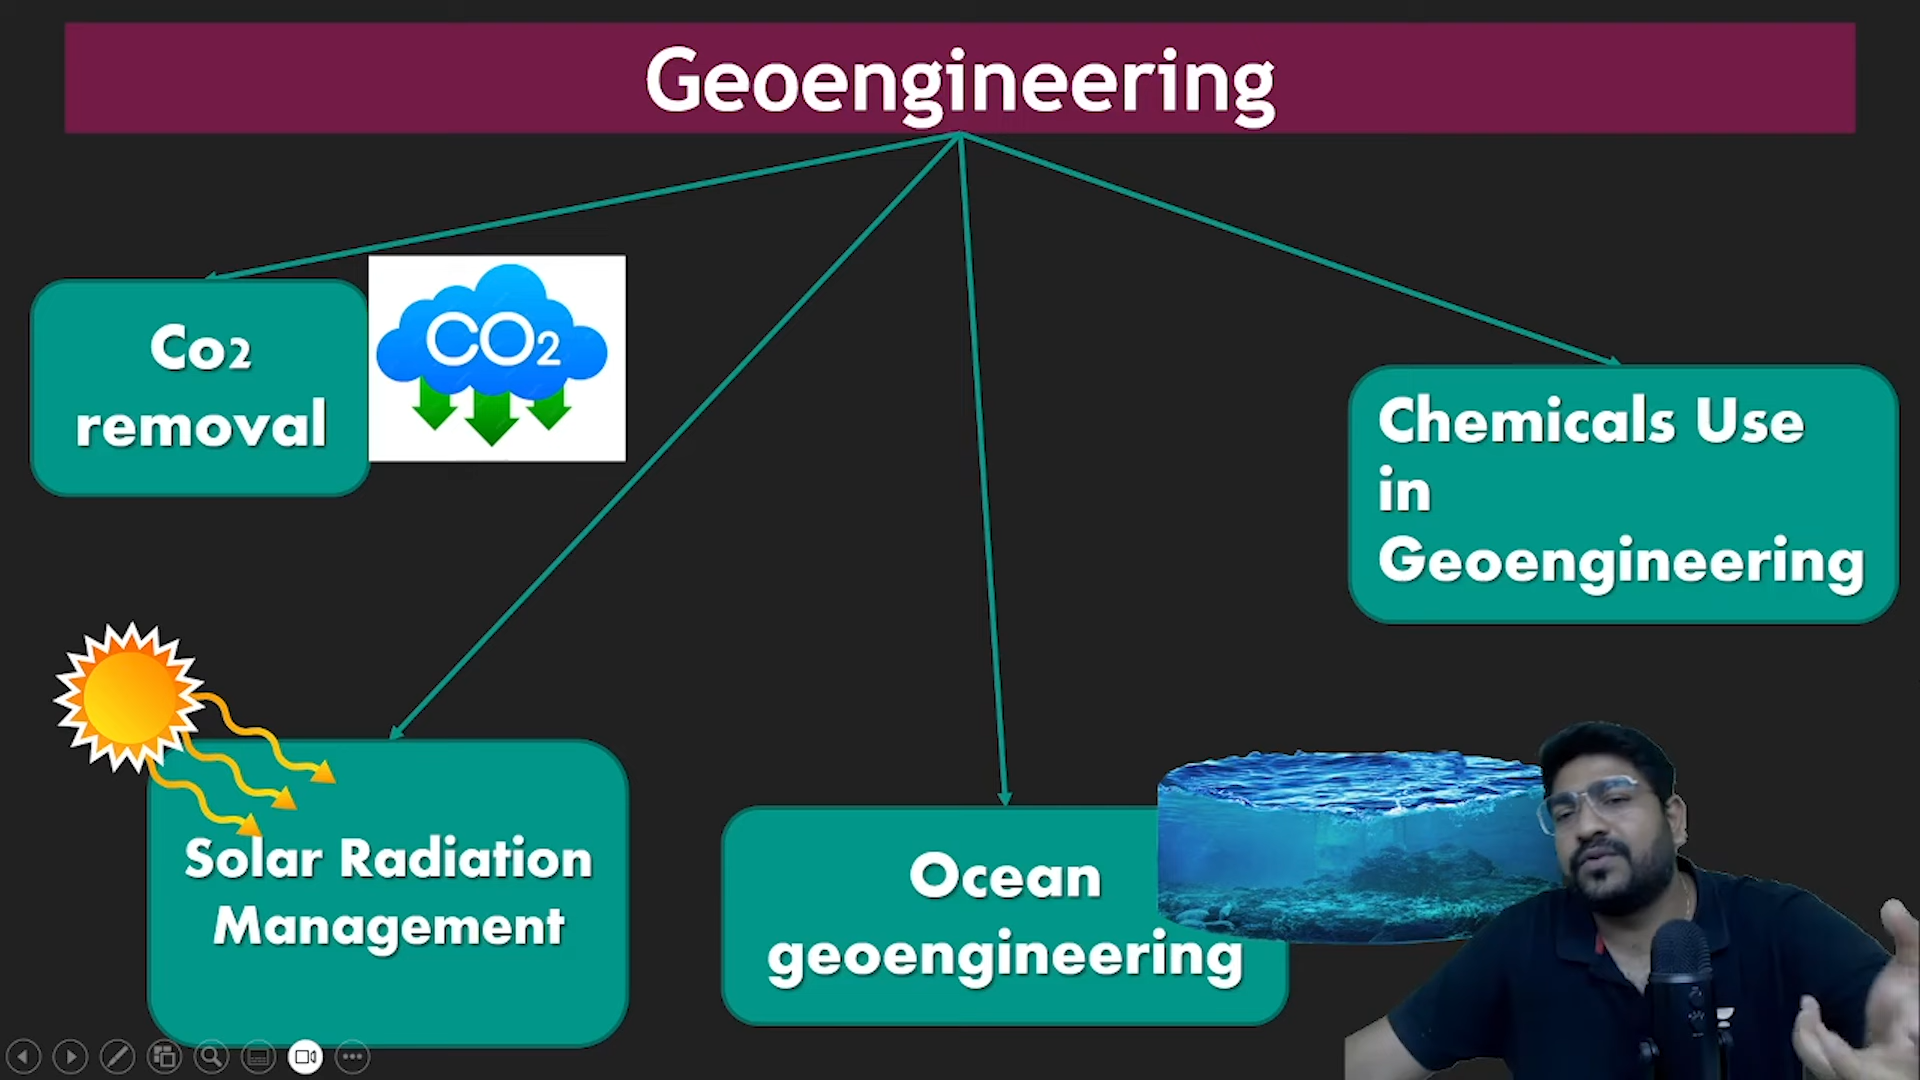 Geoengineering
Co2
removal
CO2
Chemicals Use
in
Geoengineering
Solar Radiation
Management
Ocean
geoengineering